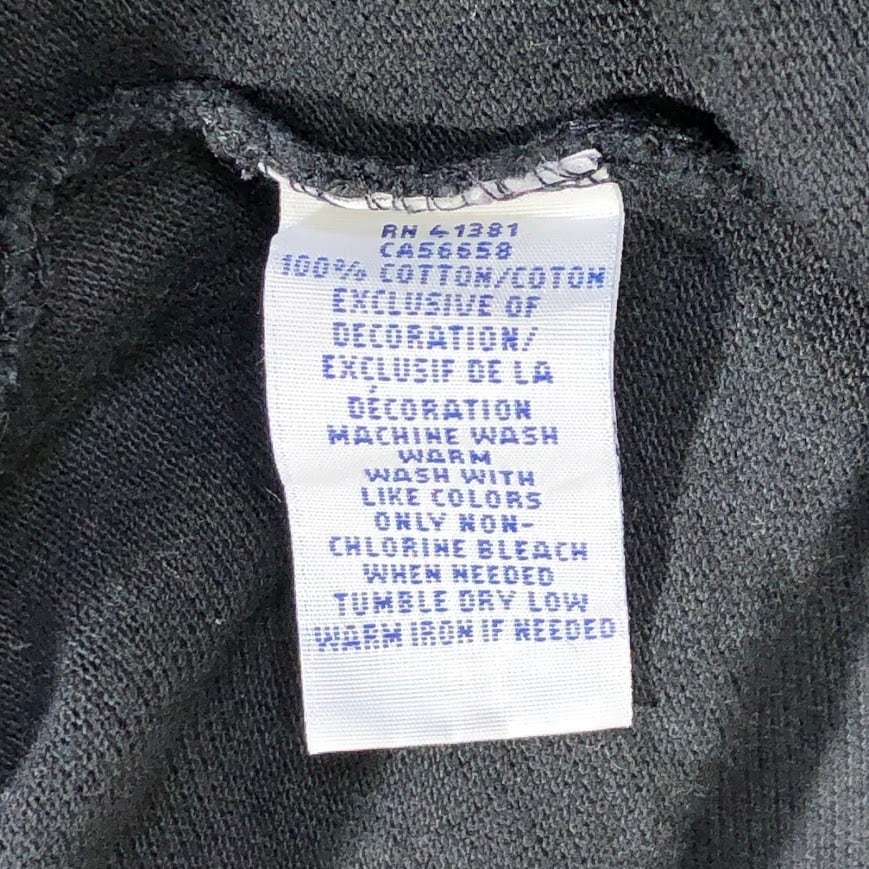 RN 41381
CA56658
100% COTTON/COTON
EXCLUSIVE OF
DECORATION/
EXCLUSIF DE LA
DÉCORATION
MACHINE WASH
WARM
WASH WITH
LIKE COLORS
ONLY NON-
CHLORINE BLEACH
WHEN NEEDED
TUMBLE DRY LOW
WARM IRON IF NEEDED